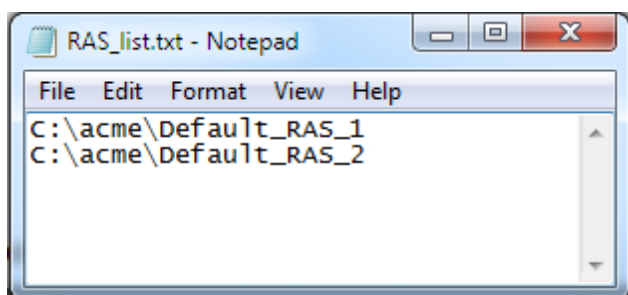 RAS_list.txt - Notepad
File Edit Format View Help
C:\acme\Default_RAS_1
C:\acme\Default_RAS_2